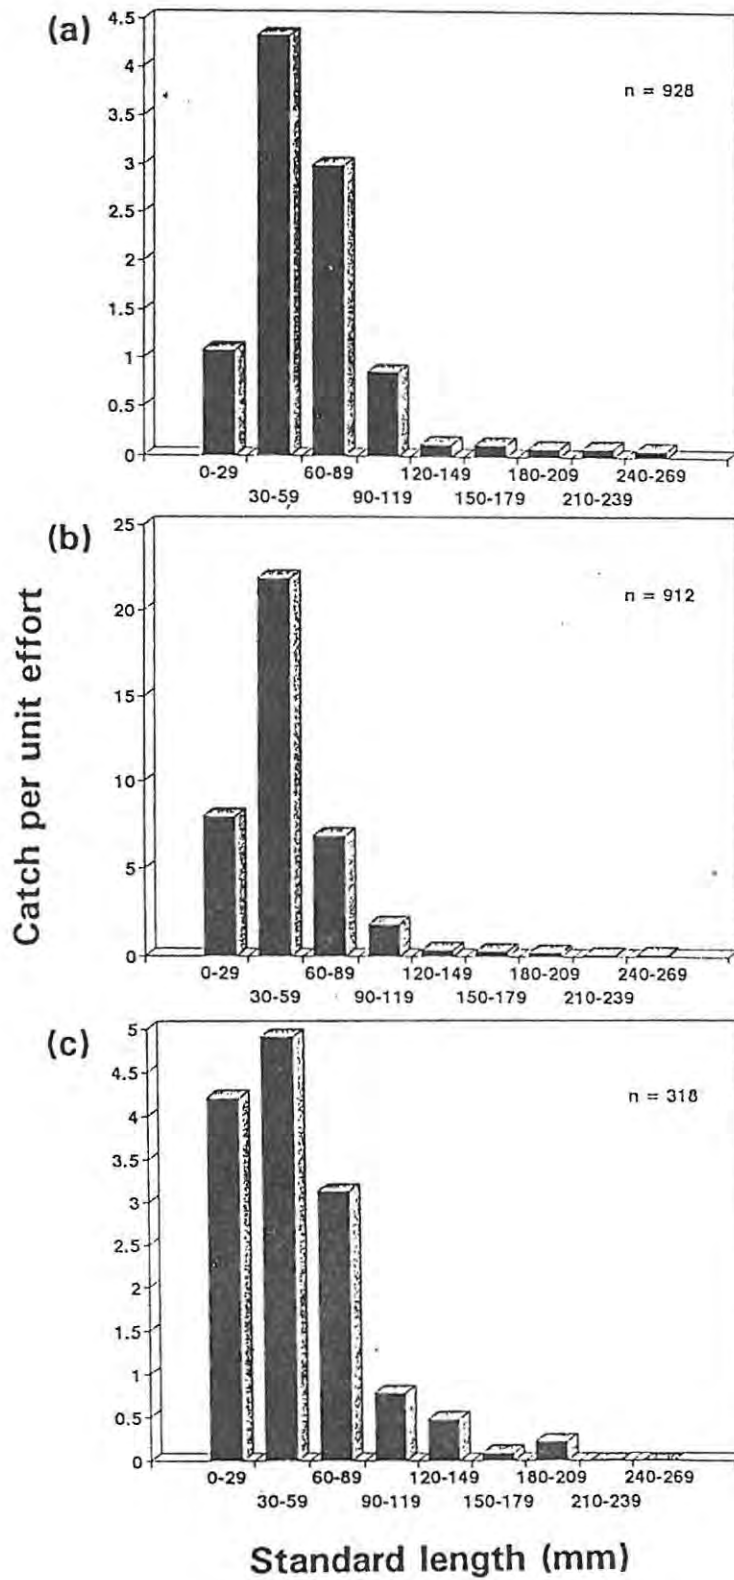 (a)
4.5
4
3.5
3
2.5
2
1.5
1
0.5
0
n = 928
0-29 60-89 120-149 180-209 240-269
30-59 90-119 150-179 210-239
(b)
25
20
15
10
5
0
n = 912
0-29 60-89 120-149 180-209 240-269
30-59 90-119 150-179 210-239
Catch per unit effort
(c)
5
4.5
4
3.5
3
2.5
2
1.5
1
0.5
0
n = 318
0-29 60-89 120-149 180-209 240-269
30-59 90-119 150-179 210-239
Standard length (mm)